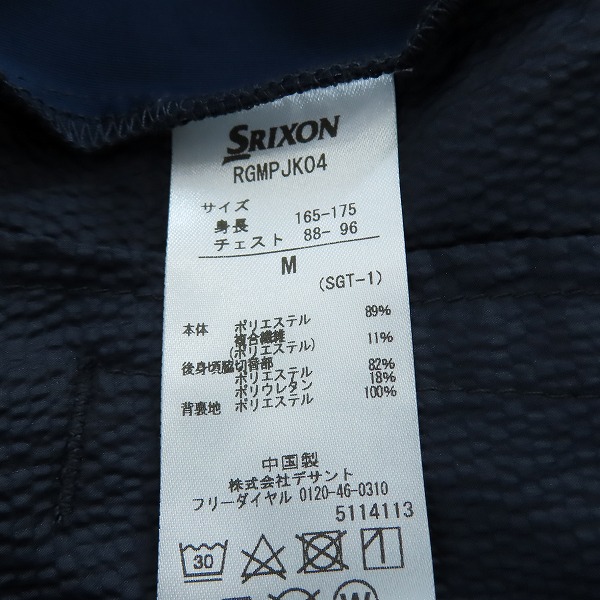 SRIXON
RGMPJK04
サイズ
身長 165-175
チェスト 88- 96
M
(SGT-1)
本体 ポリエステル 89%
複合繊維 11%
(ポリエステル)
後身頃脇切替部
ポリエステル 82%
ポリウレタン 18%
背裏地 ポリエステル 100%
中国製
株式会社デサント
フリーダイヤル 0120-46-0310
5114113
30
W